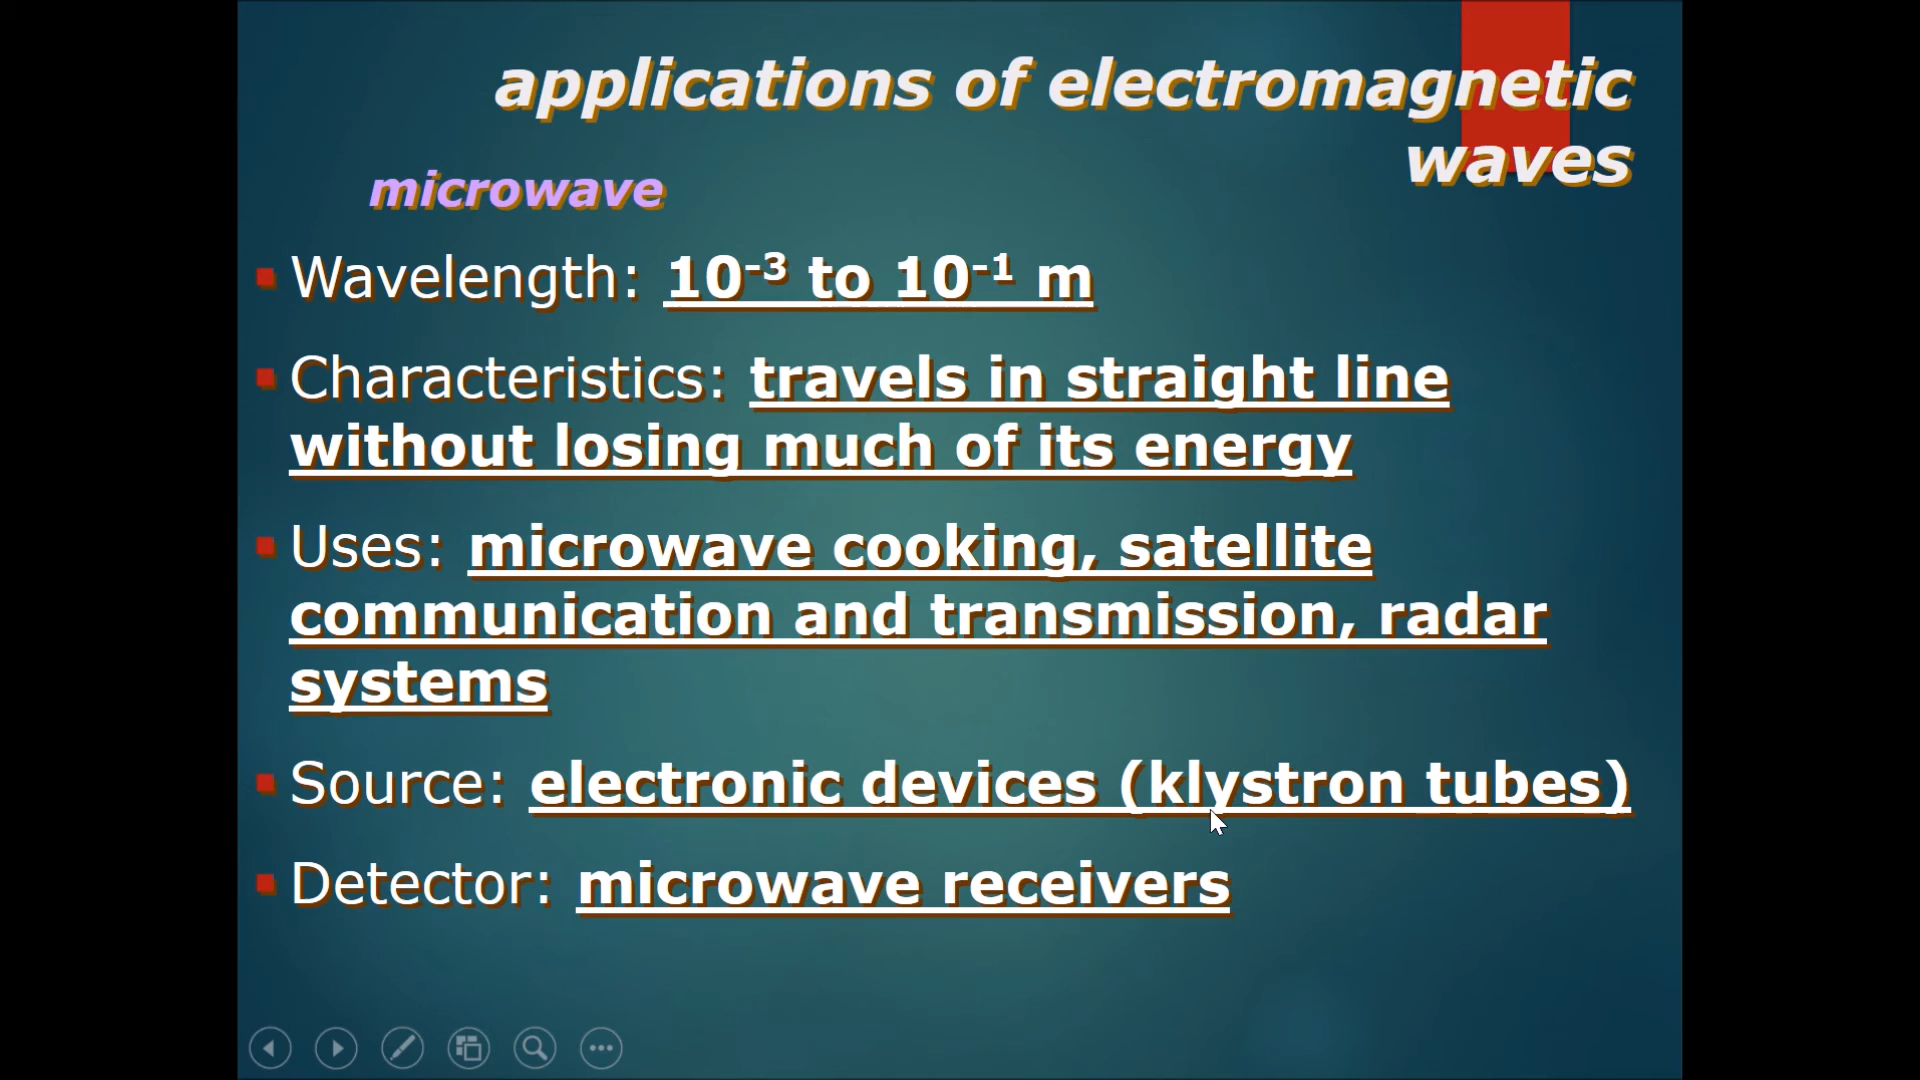 applications of electromagnetic
waves
microwave
Wavelength: 10⁻³ to 10⁻¹ m
Characteristics: travels in straight line
without losing much of its energy
Uses: microwave cooking, satellite
communication and transmission, radar
systems
Source: electronic devices (klystron tubes)
Detector: microwave receivers